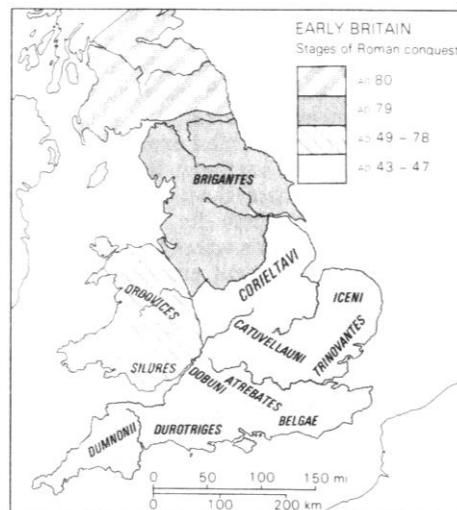 EARLY BRITAIN
Stages of Roman conquest
AD 80
AD 79
AD 49 – 78
AD 43 – 47
BRIGANTES
CORIELTAVI
ORDOVICES
ICENI
CATUVELLAUNI
TRINOVANTES
SILURES
DOBUNI
ATREBATES
BELGAE
DUROTRIGES
DUMNONII
0 50 100 150 mi
0 100 200 km